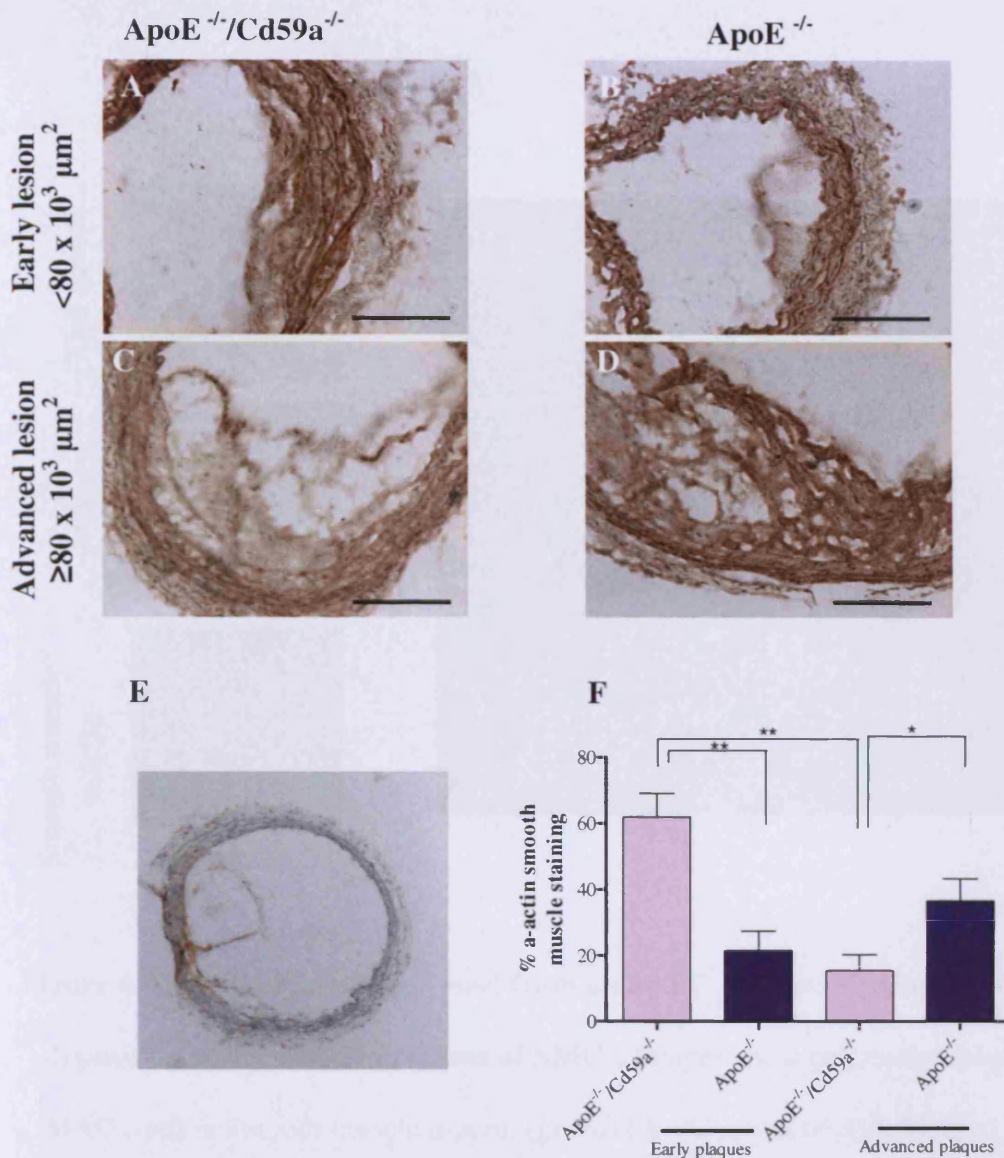 ApoE -/-/Cd59a-/-
ApoE -/-
Early lesion
<80 x 10³ µm²
Advanced lesion
≥80 x 10³ µm²
A
B
C
D
E
F
% a-actin smooth
muscle staining
80
60
40
20
0
**
**
*
ApoE-/-/Cd59a-/-
ApoE-/-
ApoE-/-/Cd59a-/-
ApoE-/-
Early plaques
Advanced plaques